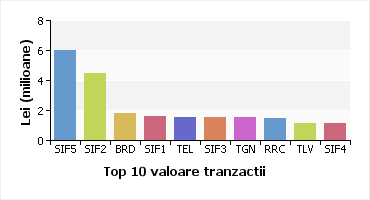 Lei (milioane)
8
6
4
2
0
SIF5 SIF2 BRD SIF1 TEL SIF3 TGN RRC TLV SIF4
Top 10 valoare tranzactii